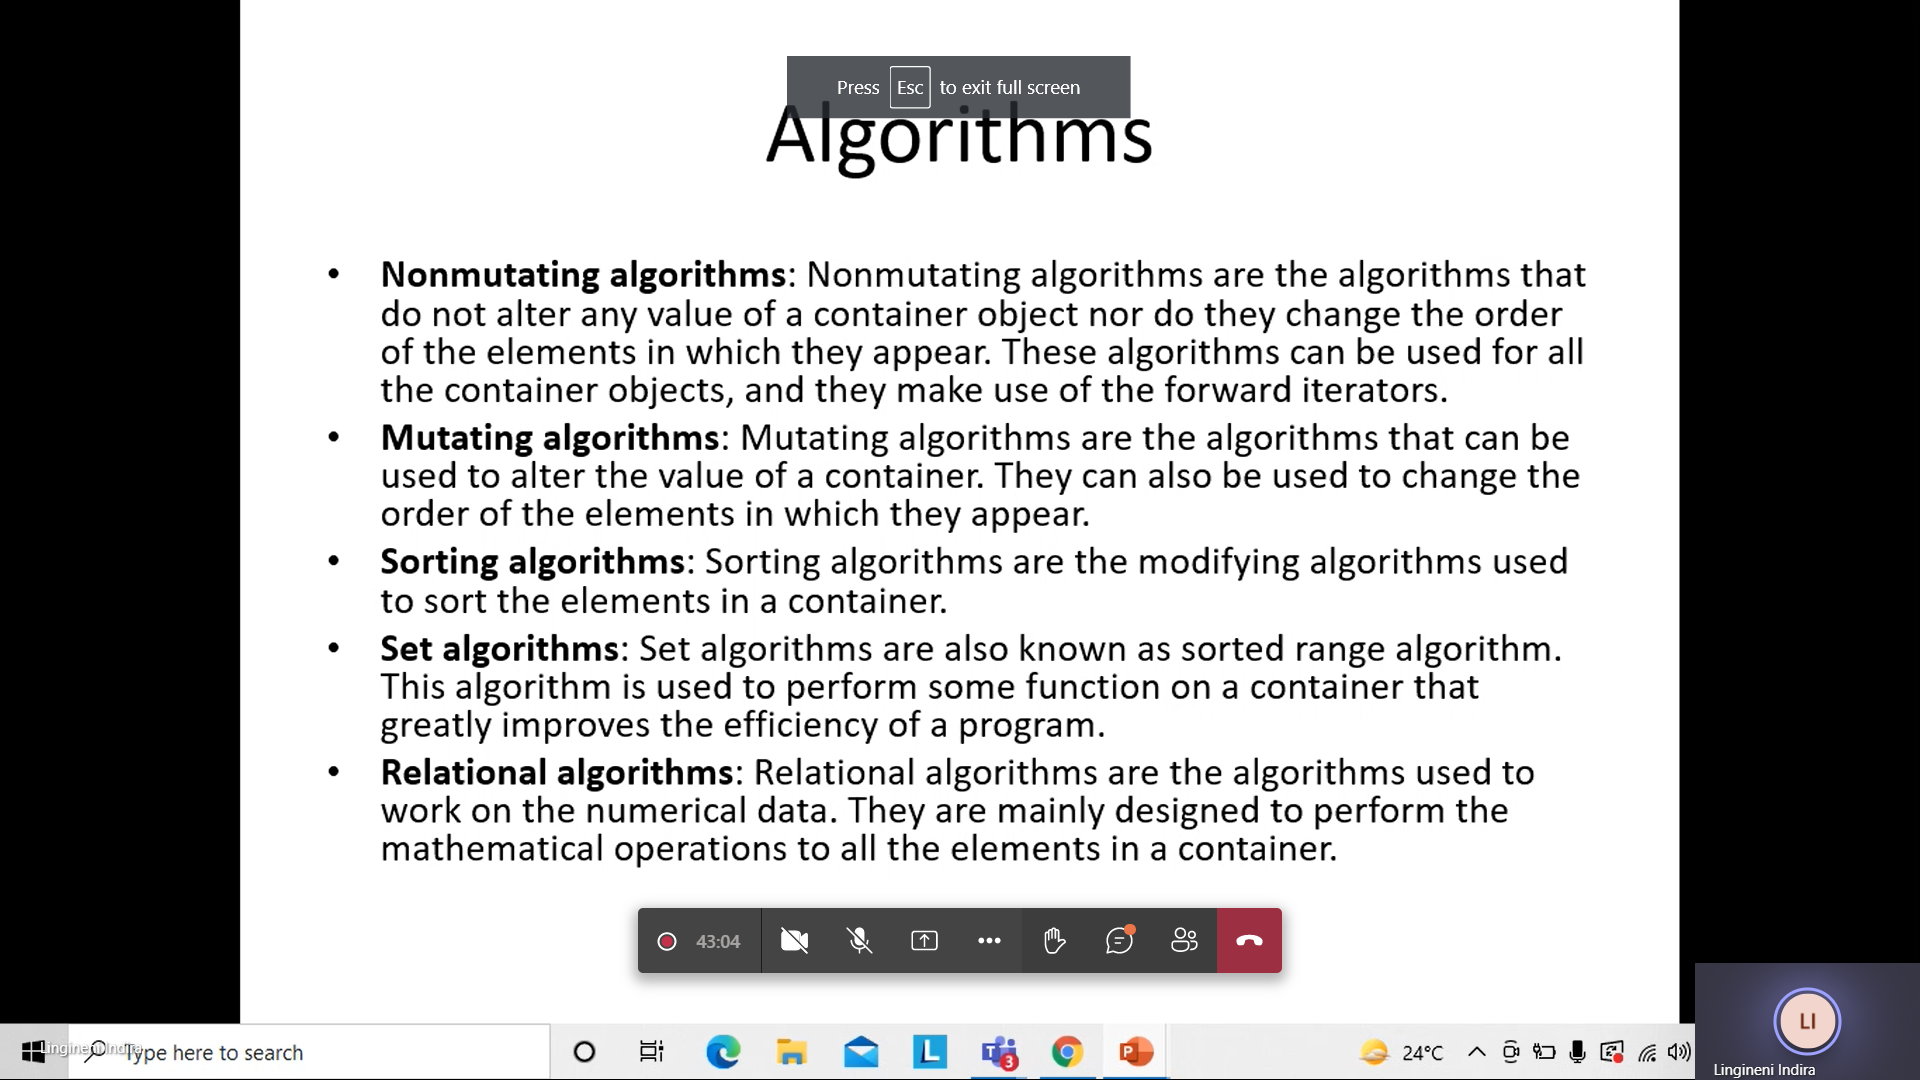 Press Esc to exit full screen
Algorithms
• Nonmutating algorithms: Nonmutating algorithms are the algorithms that
do not alter any value of a container object nor do they change the order
of the elements in which they appear. These algorithms can be used for all
the container objects, and they make use of the forward iterators.
• Mutating algorithms: Mutating algorithms are the algorithms that can be
used to alter the value of a container. They can also be used to change the
order of the elements in which they appear.
• Sorting algorithms: Sorting algorithms are the modifying algorithms used
to sort the elements in a container.
• Set algorithms: Set algorithms are also known as sorted range algorithm.
This algorithm is used to perform some function on a container that
greatly improves the efficiency of a program.
• Relational algorithms: Relational algorithms are the algorithms used to
work on the numerical data. They are mainly designed to perform the
mathematical operations to all the elements in a container.
43:04
LI
Lingineni Indira
Lingineni Indira
Type here to search
L
3
P
24°C